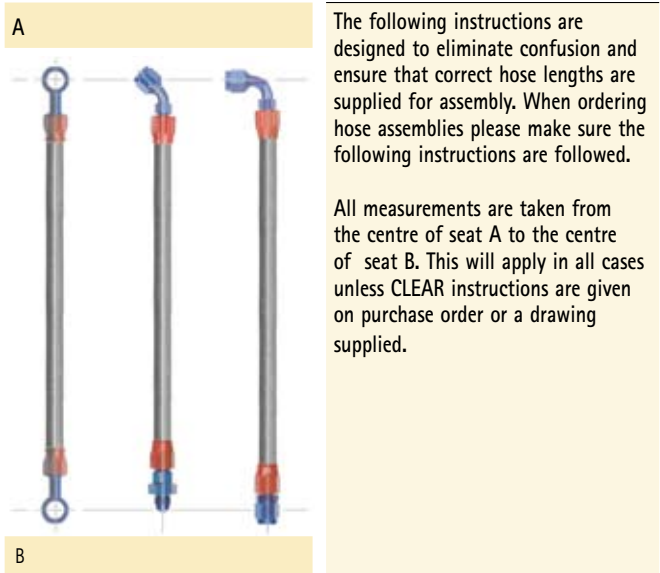 A
The following instructions are
designed to eliminate confusion and
ensure that correct hose lengths are
supplied for assembly. When ordering
hose assemblies please make sure the
following instructions are followed.
All measurements are taken from
the centre of seat A to the centre
of seat B. This will apply in all cases
unless CLEAR instructions are given
on purchase order or a drawing
supplied.
B